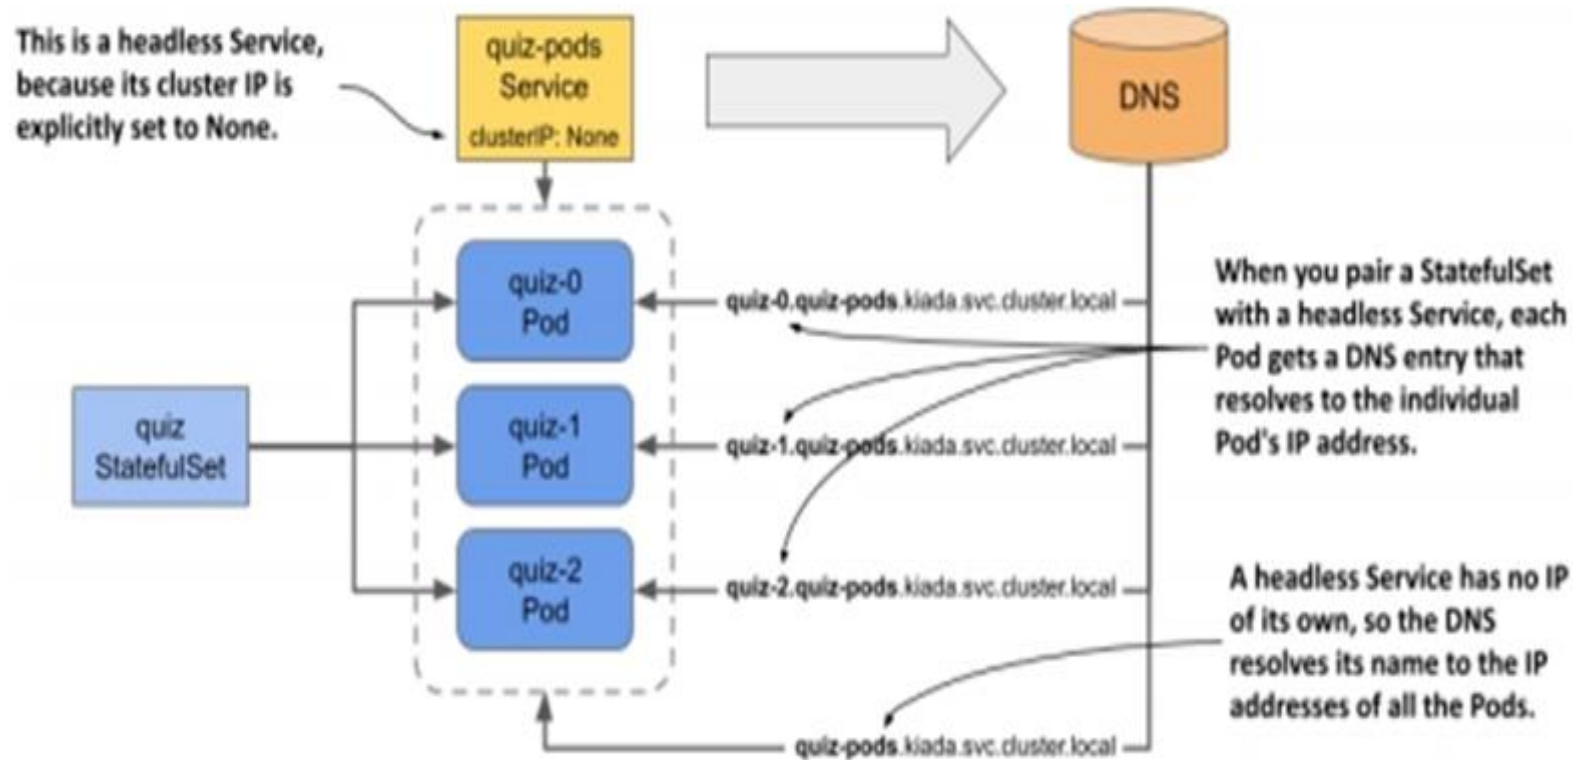 This is a headless Service,
because its cluster IP is
explicitly set to None.
quiz-pods
Service
clusterIP: None
DNS
quiz-0
Pod
quiz-0.quiz-pods.kiada.svc.cluster.local
When you pair a StatefulSet
with a headless Service, each
Pod gets a DNS entry that
resolves to the individual
Pod's IP address.
quiz
StatefulSet
quiz-1
Pod
quiz-1.quiz-pods.kiada.svc.cluster.local
quiz-2
Pod
quiz-2.quiz-pods.kiada.svc.cluster.local
A headless Service has no IP
of its own, so the DNS
resolves its name to the IP
addresses of all the Pods.
quiz-pods.kiada.svc.cluster.local